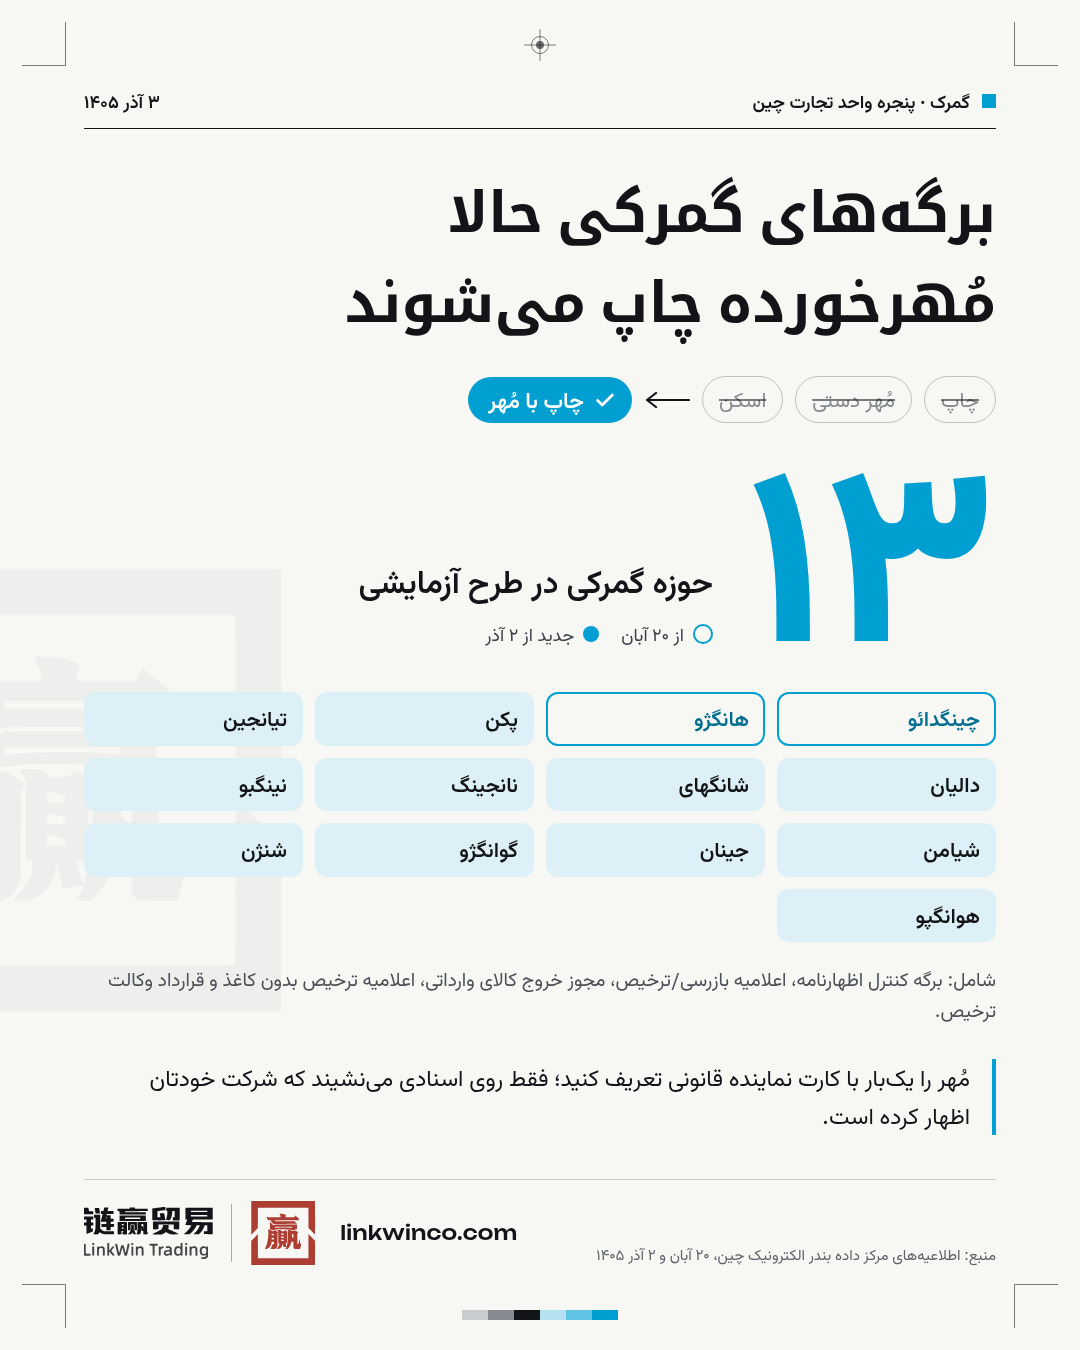 گمرک · پنجره واحد تجارت چین
۳ آذر ۱۴۰۵
برگه‌های گمرکی حالا
مُهرخورده چاپ می‌شوند
چاپ
مُهر دستی
اسکن
چاپ با مُهر
۱۳
حوزه گمرکی در طرح آزمایشی
از ۲۰ آبان
جدید از ۲ آذر
چینگدائو
هانگژو
پکن
تیانجین
دالیان
شانگهای
نانجینگ
نینگبو
شیامن
جینان
گوانگژو
شنژن
هوانگپو
شامل: برگه کنترل اظهارنامه، اعلامیه بازرسی/ترخیص، مجوز خروج کالای وارداتی، اعلامیه ترخیص بدون کاغذ و قرارداد وکالت
ترخیص.
مُهر را یک‌بار با کارت نماینده قانونی تعریف کنید؛ فقط روی اسنادی می‌نشیند که شرکت خودتان
اظهار کرده است.
منبع: اطلاعیه‌های مرکز داده بندر الکترونیک چین، ۲۰ آبان و ۲ آذر ۱۴۰۵
linkwinco.com
赢
链赢贸易
LinkWin Trading
赢